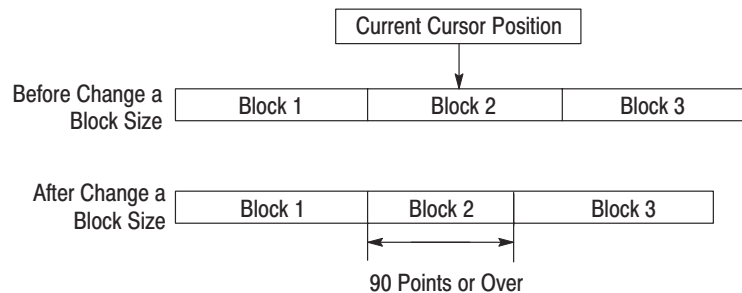 Current Cursor Position
Before Change a
Block Size
Block 1 Block 2 Block 3
After Change a
Block Size
Block 1 Block 2 Block 3
90 Points or Over